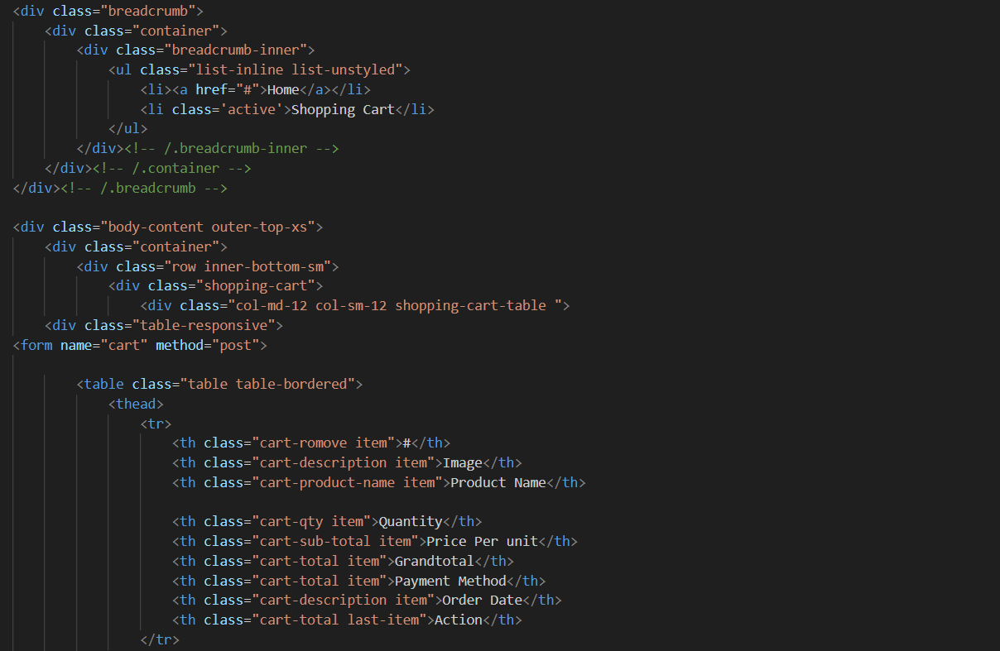 <div class="breadcrumb">
<div class="container">
<div class="breadcrumb-inner">
<ul class="list-inline list-unstyled">
<li><a href="#">Home</a></li>
<li class='active'>Shopping Cart</li>
</ul>
</div><!-- /.breadcrumb-inner -->
</div><!-- /.container -->
</div><!-- /.breadcrumb -->
<div class="body-content outer-top-xs">
<div class="container">
<div class="row inner-bottom-sm">
<div class="shopping-cart">
<div class="col-md-12 col-sm-12 shopping-cart-table ">
<div class="table-responsive">
<form name="cart" method="post">
<table class="table table-bordered">
<thead>
<tr>
<th class="cart-romove item">#</th>
<th class="cart-description item">Image</th>
<th class="cart-product-name item">Product Name</th>
<th class="cart-qty item">Quantity</th>
<th class="cart-sub-total item">Price Per unit</th>
<th class="cart-total item">Grandtotal</th>
<th class="cart-total item">Payment Method</th>
<th class="cart-description item">Order Date</th>
<th class="cart-total last-item">Action</th>
</tr>